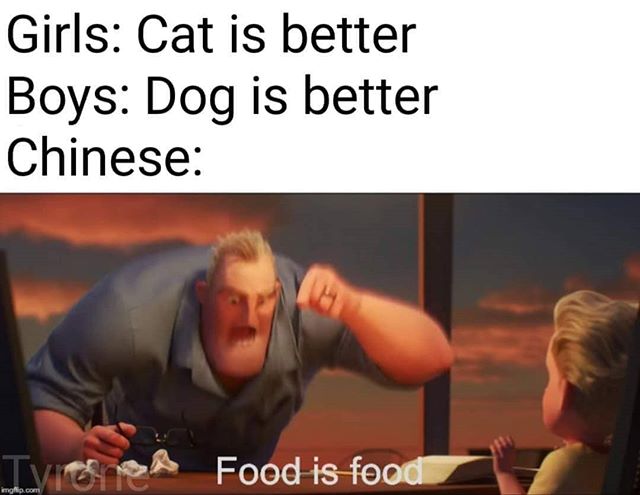 Girls: Cat is better
Boys: Dog is better
Chinese:
Food is food
Tyrone
imgflip.com